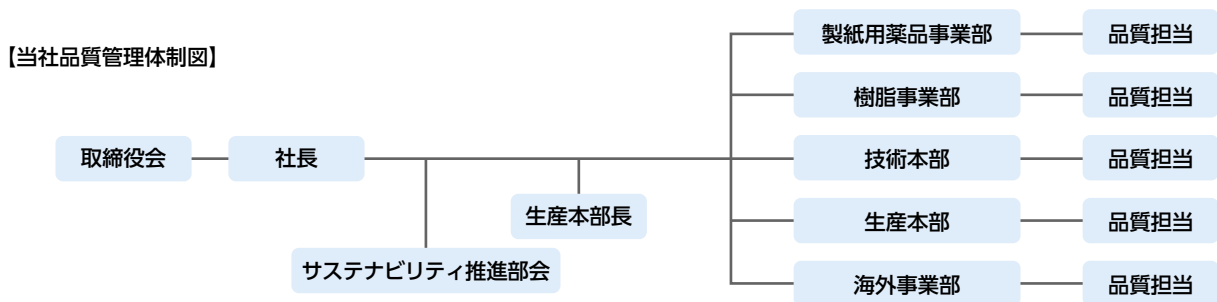 【当社品質管理体制図】
製紙用薬品事業部 品質担当
樹脂事業部 品質担当
取締役会 社長 技術本部 品質担当
生産本部長 生産本部 品質担当
サステナビリティ推進部会 海外事業部 品質担当